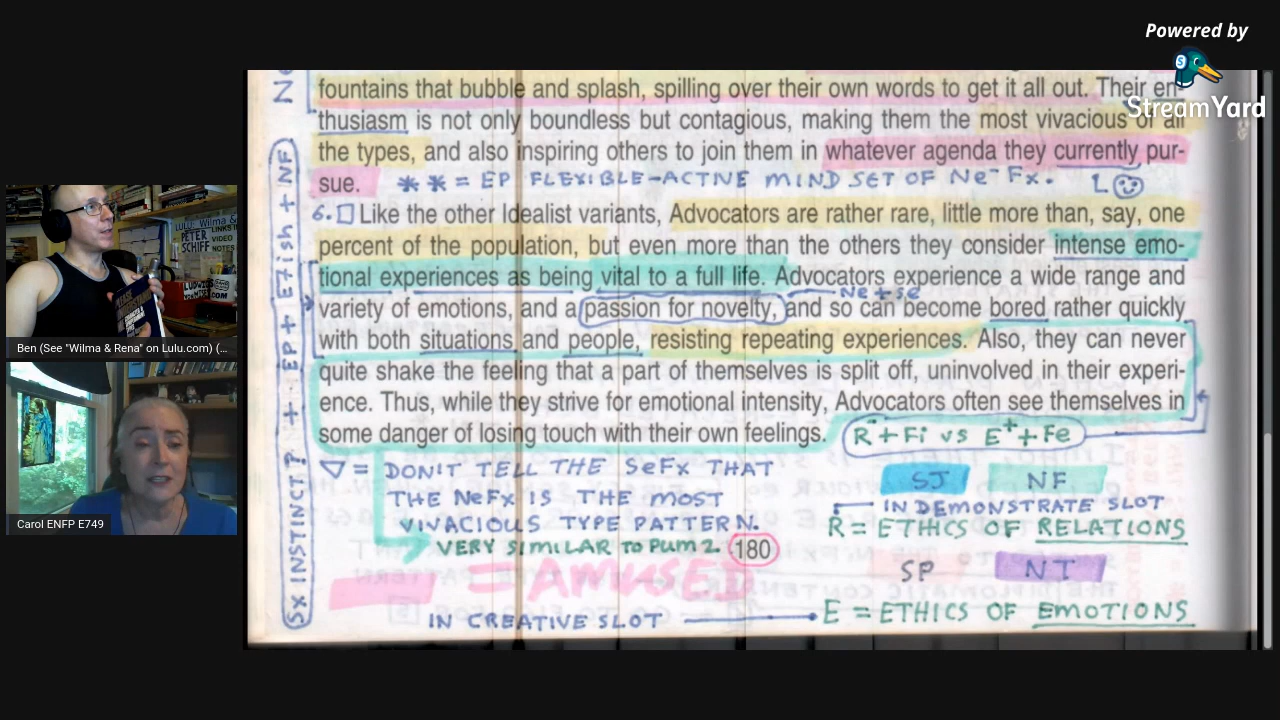 Powered by
StreamYard
fountains that bubble and splash, spilling over their own words to get it all out. Their en-
thusiasm is not only boundless but contagious, making them the most vivacious of all
the types, and also inspiring others to join them in whatever agenda they currently pur-
sue. ** = EP FLEXIBLE-ACTIVE MIND SET OF Ne-Fx. L
6. Like the other Idealist variants, Advocators are rather rare, little more than, say, one
percent of the population, but even more than the others they consider intense emo-
tional experiences as being vital to a full life. Advocators experience a wide range and
Ne+se
variety of emotions, and a passion for novelty, and so can become bored rather quickly
with both situations and people, resisting repeating experiences. Also, they can never
quite shake the feeling that a part of themselves is split off, uninvolved in their experi-
ence. Thus, while they strive for emotional intensity, Advocators often see themselves in
some danger of losing touch with their own feelings. R+Fi vs E++Fe
▽ = DON'T TELL THE SeFx THAT
THE NeFx IS THE MOST
VIVACIOUS TYPE PATTERN.
VERY SIMILAR TO PUM 2. 180
= AMUSED
SJ NF
IN DEMONSTRATE SLOT
R = ETHICS OF RELATIONS
SP NT
IN CREATIVE SLOT E = ETHICS OF EMOTIONS
Sx INSTINCT? + EP + E7ish + NF
Ne
LULU: Wilma &
PETER
SCHIFF
VIDEO
NOTES
Ben (See "Wilma & Rena" on Lulu.com) (...
Carol ENFP E749